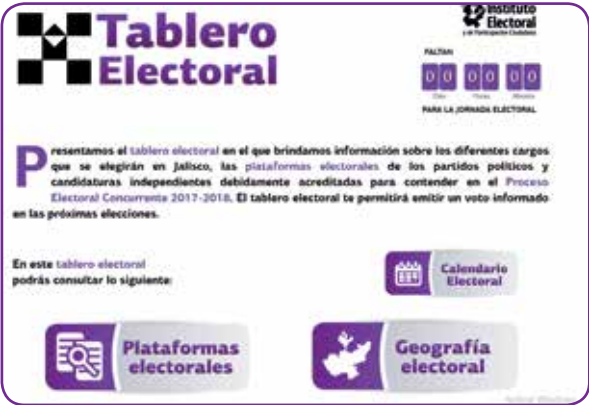 Tablero
Electoral
Instituto
Electoral
y de Participación Ciudadana
FALTAN
00 00 00
Días Horas Minutos
PARA LA JORNADA ELECTORAL
Presentamos el tablero electoral en el que brindamos información sobre los diferentes cargos
que se elegirán en Jalisco, las plataformas electorales de los partidos políticos y
candidaturas independientes debidamente acreditadas para contender en el Proceso
Electoral Concurrente 2017-2018. El tablero electoral te permitirá emitir un voto informado
en las próximas elecciones.
En este tablero electoral
podrás consultar lo siguiente:
Calendario
Electoral
Plataformas
electorales
Geografía
electoral